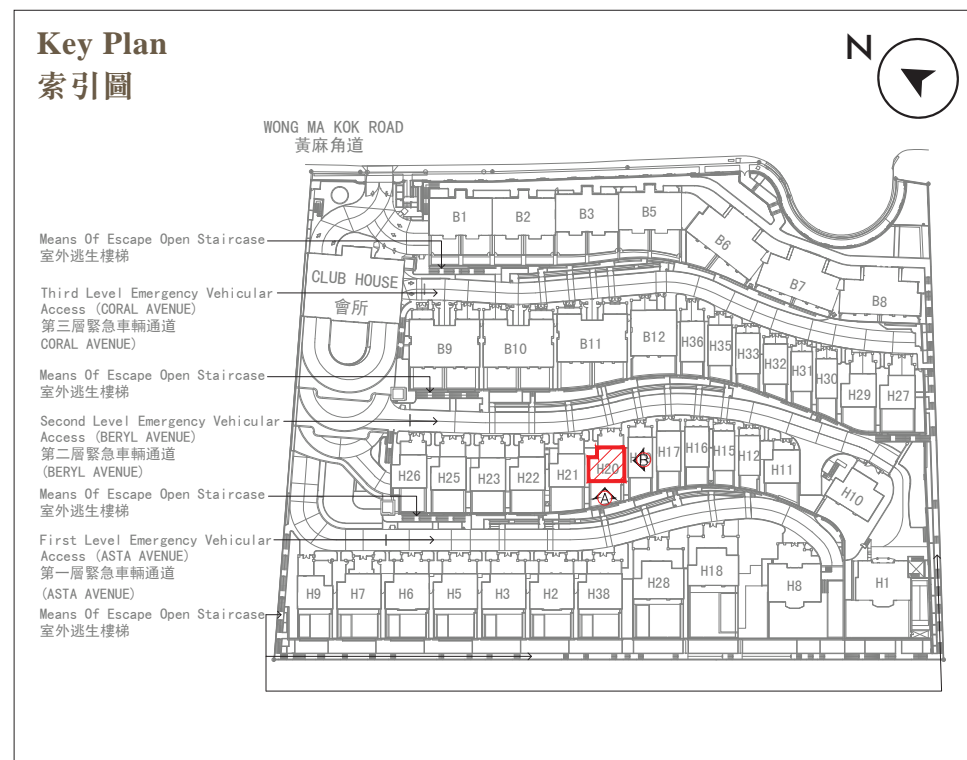 Key Plan
索引圖
N
WONG MA KOK ROAD
黃麻角道
B1
B2
B3
B5
B6
B7
B8
Means Of Escape Open Staircase
室外逃生樓梯
CLUB HOUSE
會所
Third Level Emergency Vehicular
Access (CORAL AVENUE)
第三層緊急車輛通道
CORAL AVENUE)
B9
B10
B11
B12
H36
H35
H33
H32
H31
H30
H29
H27
Means Of Escape Open Staircase
室外逃生樓梯
Second Level Emergency Vehicular
Access (BERYL AVENUE)
第二層緊急車輛通道
(BERYL AVENUE)
H26
H25
H23
H22
H21
H20
B
H17
H16
H15
H12
H11
H10
A
Means Of Escape Open Staircase
室外逃生樓梯
First Level Emergency Vehicular
Access (ASTA AVENUE)
第一層緊急車輛通道
(ASTA AVENUE)
H9
H7
H6
H5
H3
H2
H38
H28
H18
H8
H1
Means Of Escape Open Staircase
室外逃生樓梯